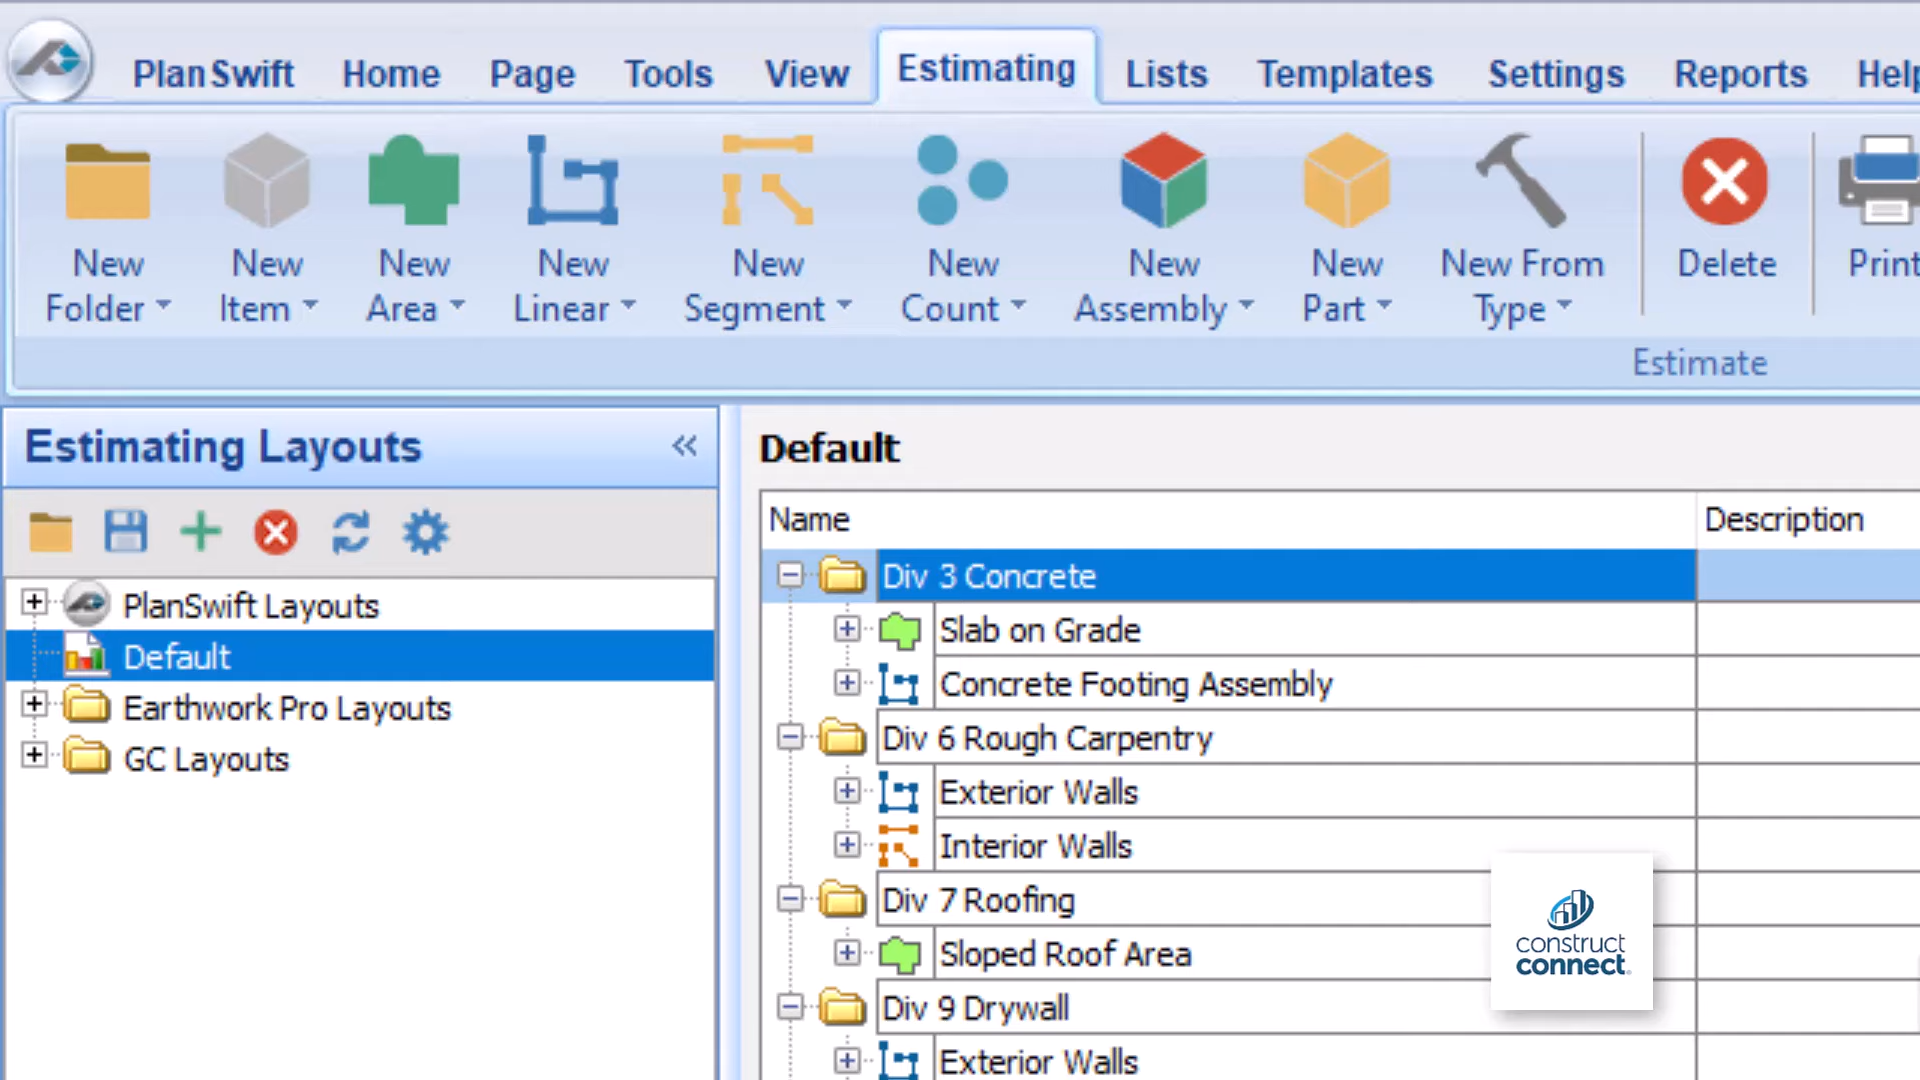 PlanSwift Home Page Tools View Estimating Lists Templates Settings Reports Help
New Folder
New Item
New Area
New Linear
New Segment
New Count
New Assembly
New Part
New From Type
Delete
Print
Estimate
Estimating Layouts
PlanSwift Layouts
Default
Earthwork Pro Layouts
GC Layouts
Default
Name Description
Div 3 Concrete
Slab on Grade
Concrete Footing Assembly
Div 6 Rough Carpentry
Exterior Walls
Interior Walls
Div 7 Roofing
Sloped Roof Area
Div 9 Drywall
Exterior Walls
construct
connect